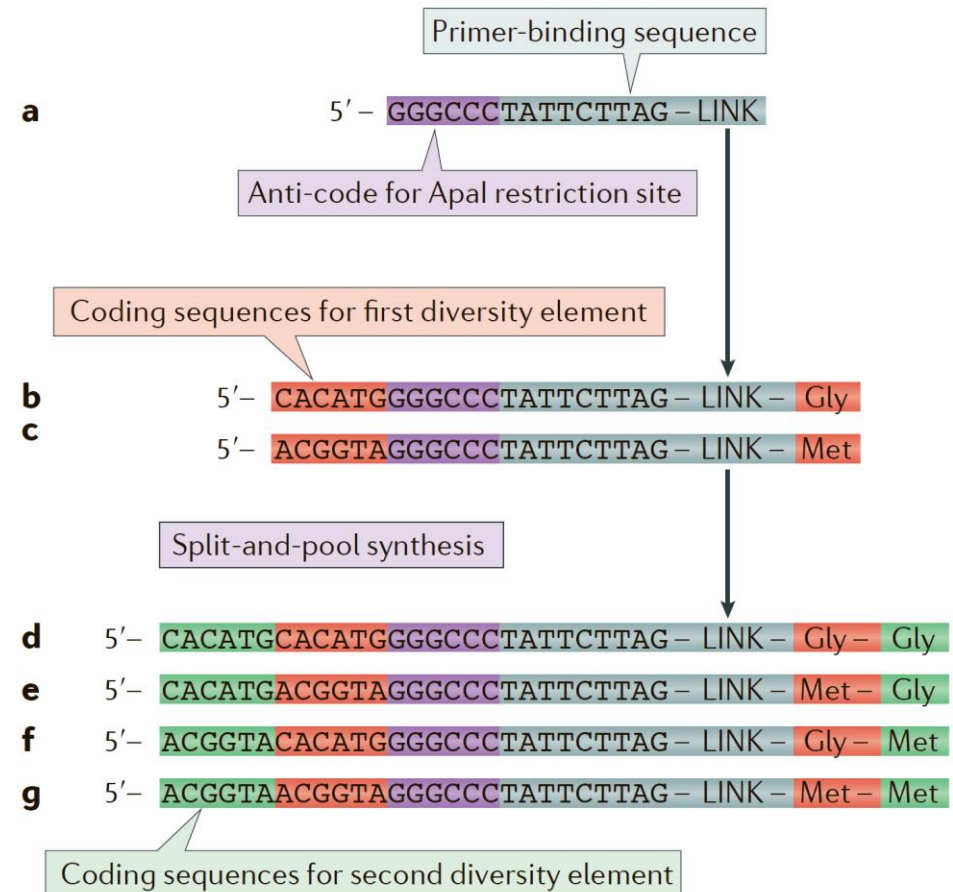 Primer-binding sequence
a 5′ – GGGCCCTATTCTTAG – LINK
Anti-code for ApaI restriction site
Coding sequences for first diversity element
b 5′– CACATGGGGCCCTATTCTTAG – LINK – Gly
c 5′– ACGGTAGGGCCCTATTCTTAG – LINK – Met
Split-and-pool synthesis
d 5′– CACATGCACATGGGGCCCTATTCTTAG – LINK – Gly – Gly
e 5′– CACATGACGGTAGGGCCCTATTCTTAG – LINK – Met – Gly
f 5′– ACGGTACACATGGGGCCCTATTCTTAG – LINK – Gly – Met
g 5′– ACGGTAACGGTAGGGCCCTATTCTTAG – LINK – Met – Met
Coding sequences for second diversity element